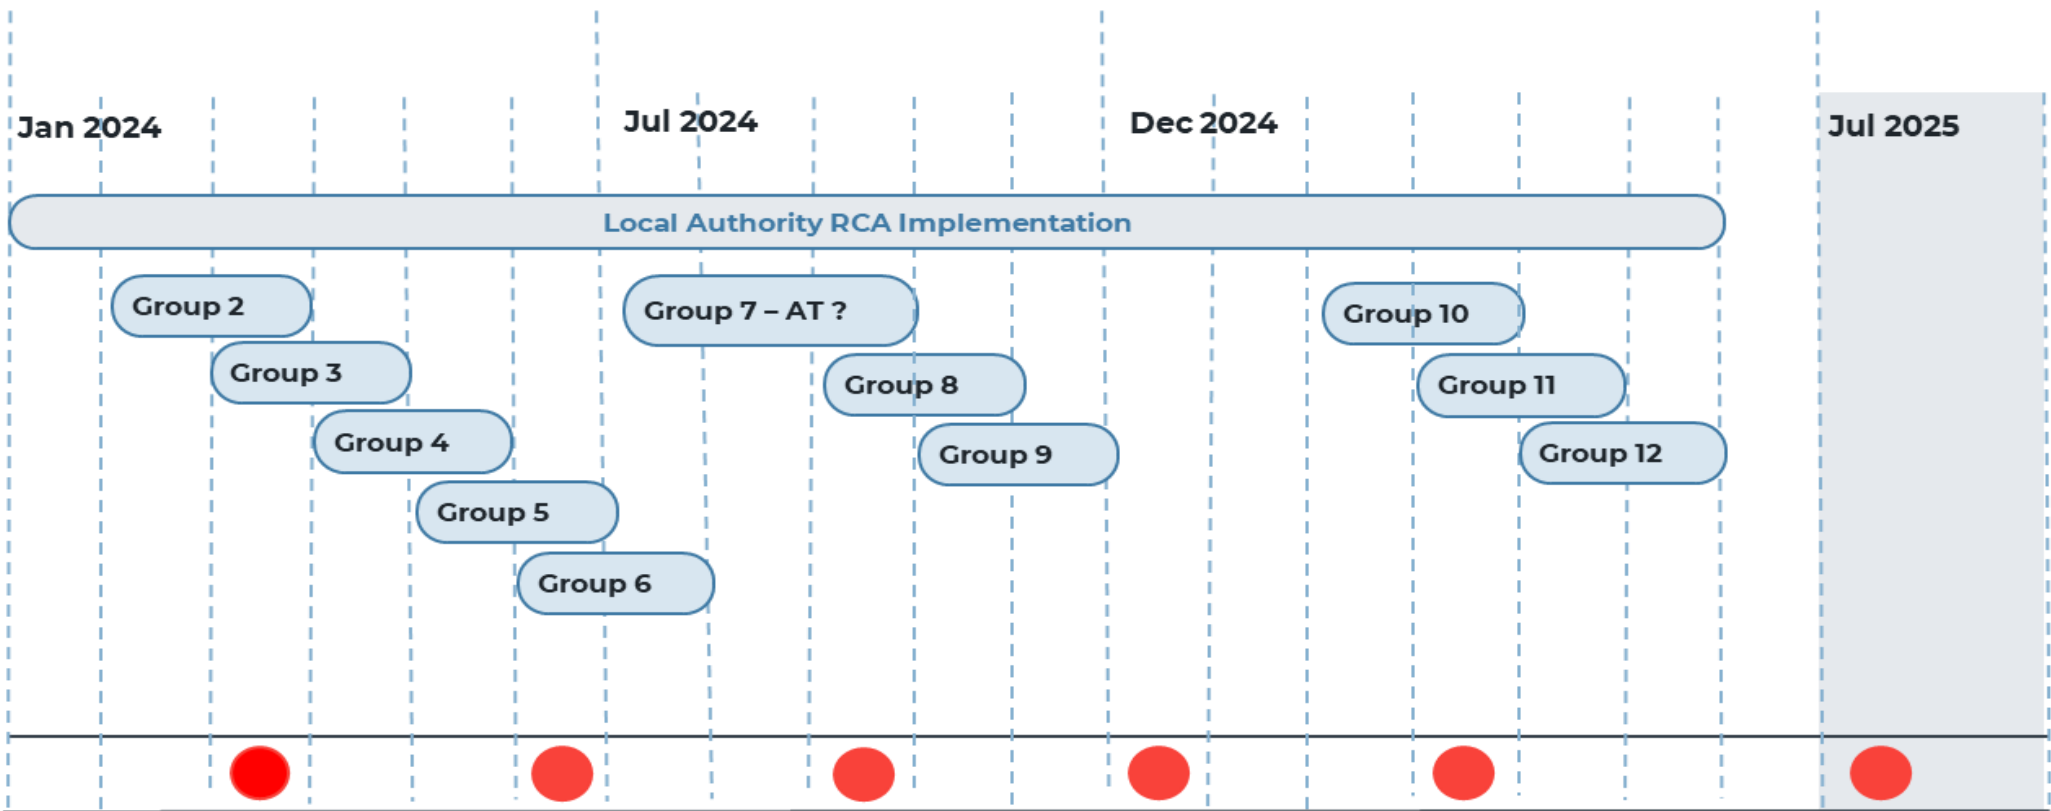 Jan 2024
Jul 2024
Dec 2024
Jul 2025
Local Authority RCA Implementation
Group 2
Group 7 – AT ?
Group 10
Group 3
Group 8
Group 11
Group 4
Group 9
Group 12
Group 5
Group 6